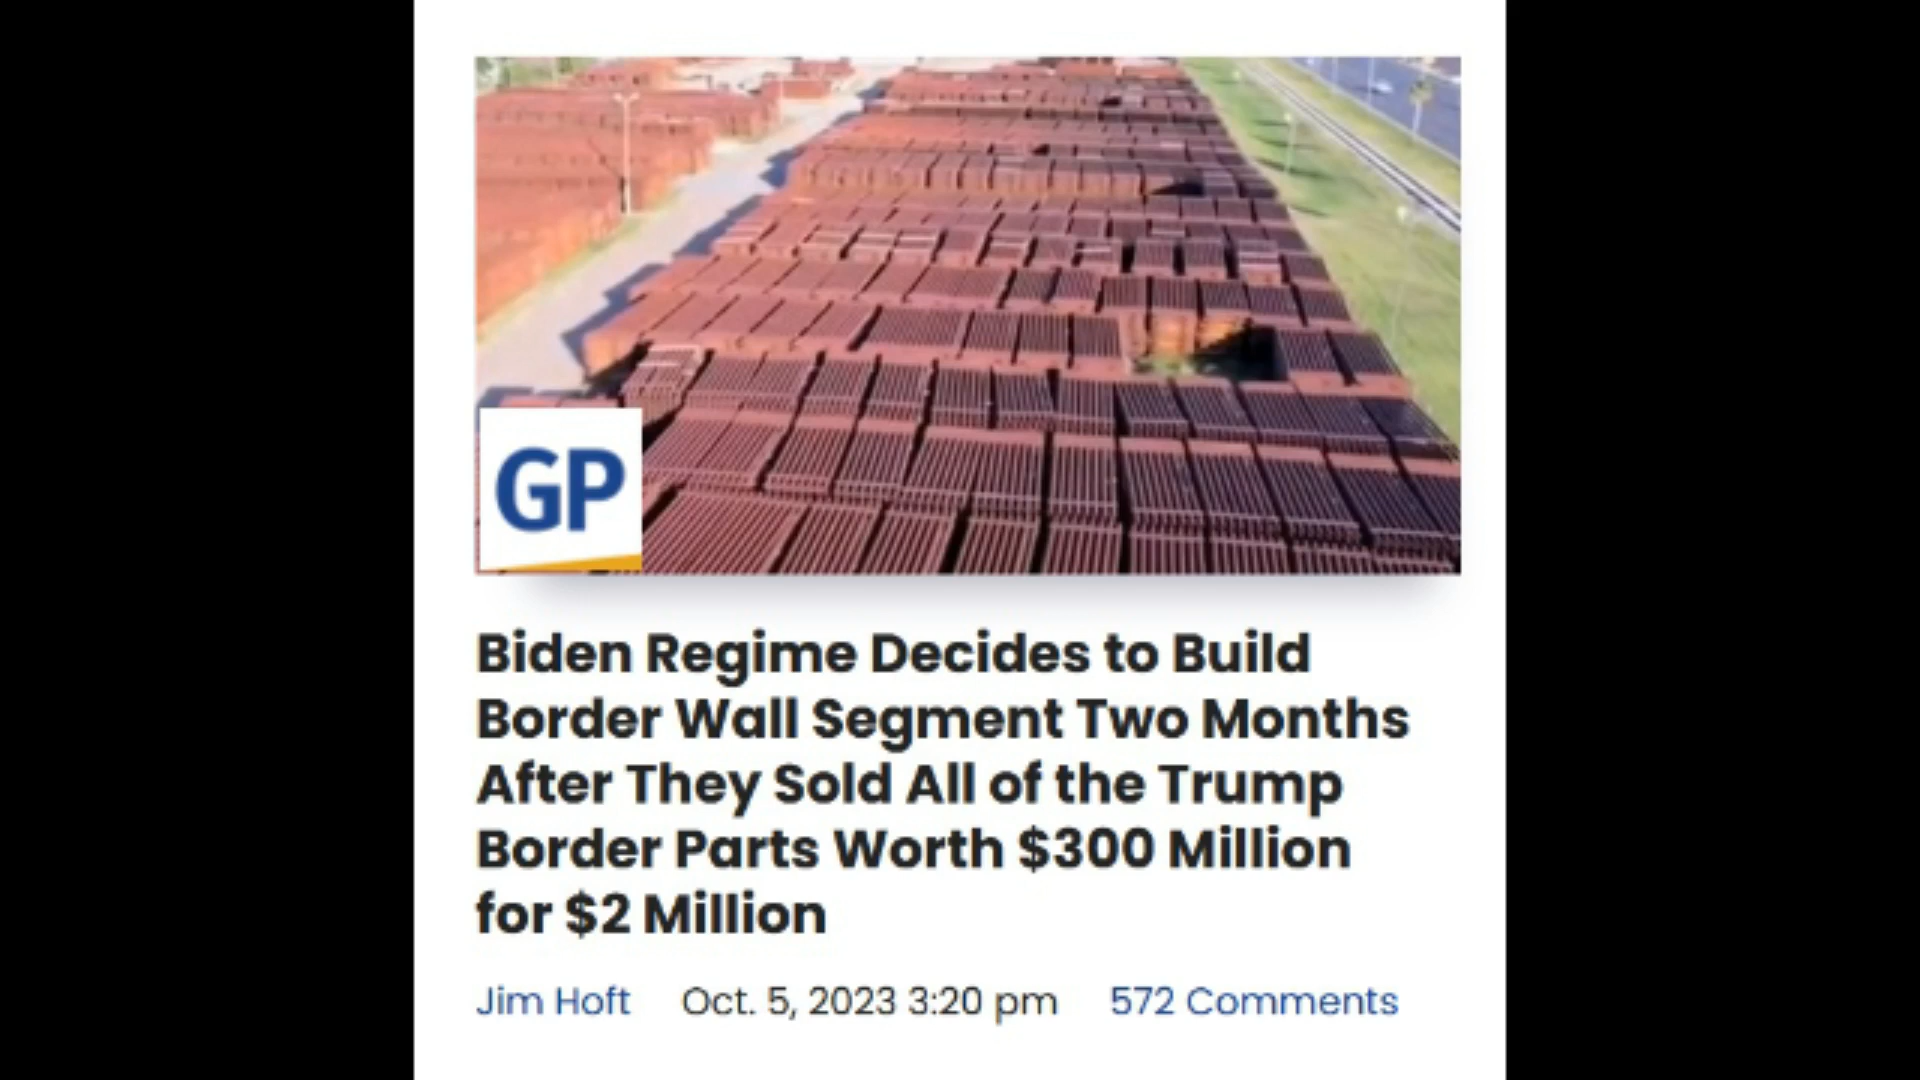 GP
Biden Regime Decides to Build
Border Wall Segment Two Months
After They Sold All of the Trump
Border Parts Worth $300 Million
for $2 Million
Jim Hoft Oct. 5, 2023 3:20 pm 572 Comments